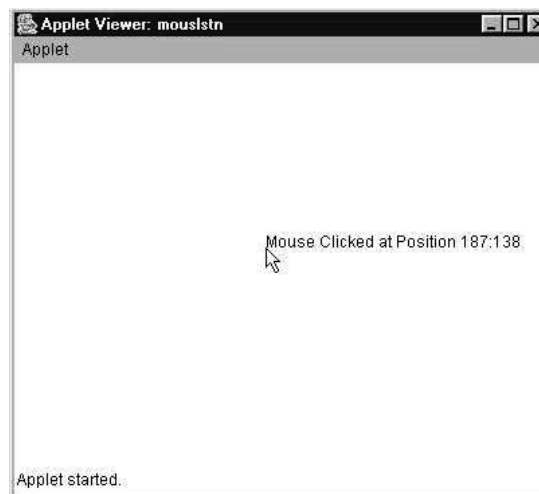 Applet Viewer: mouslstn
Applet
Mouse Clicked at Position 187:138
Applet started.